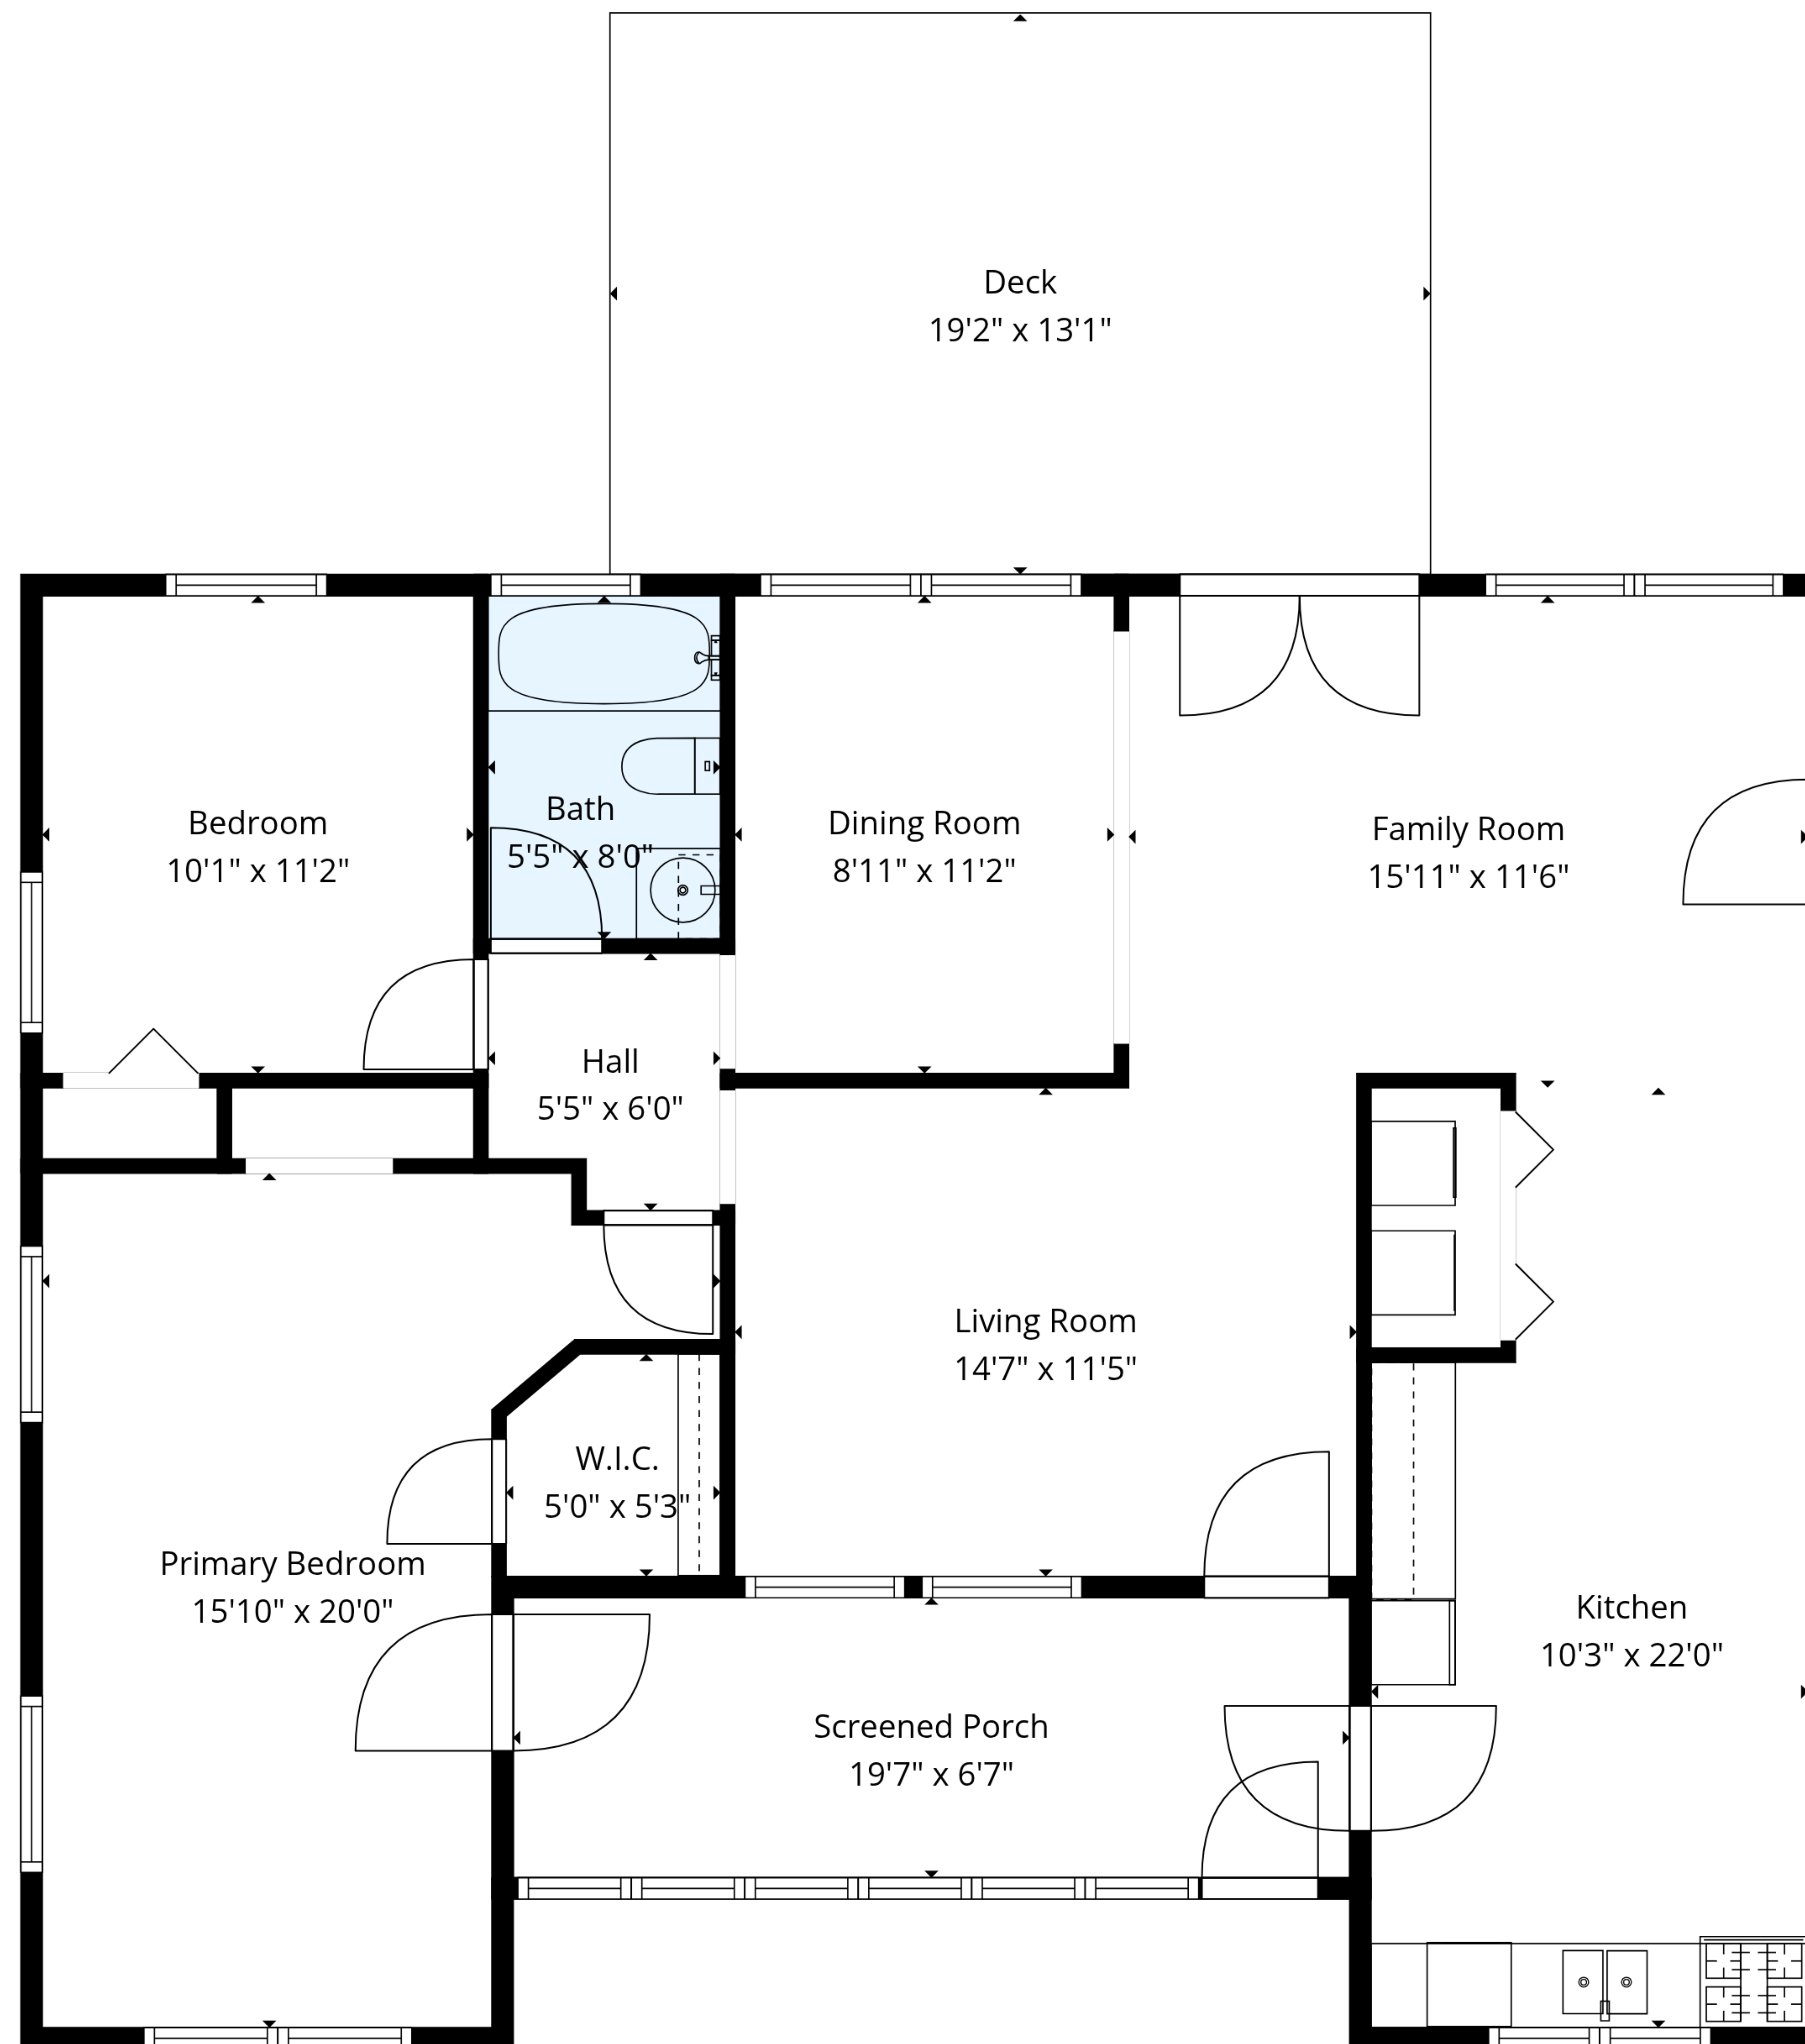 Deck
19'2" x 13'1"
Bedroom
10'1" x 11'2"
Bath
5'5" x 8'0"
Dining Room
8'11" x 11'2"
Family Room
15'11" x 11'6"
Hall
5'5" x 6'0"
Living Room
14'7" x 11'5"
W.I.C.
5'0" x 5'3"
Primary Bedroom
15'10" x 20'0"
Kitchen
10'3" x 22'0"
Screened Porch
19'7" x 6'7"